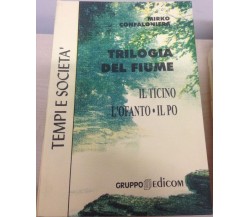 MIRKO
CONFALONIERI
TRILOGIA
DEL FIUME
IL TICINO
L'OFANTO • IL PO
TEMPI E SOCIETA'
GRUPPO EDICOM